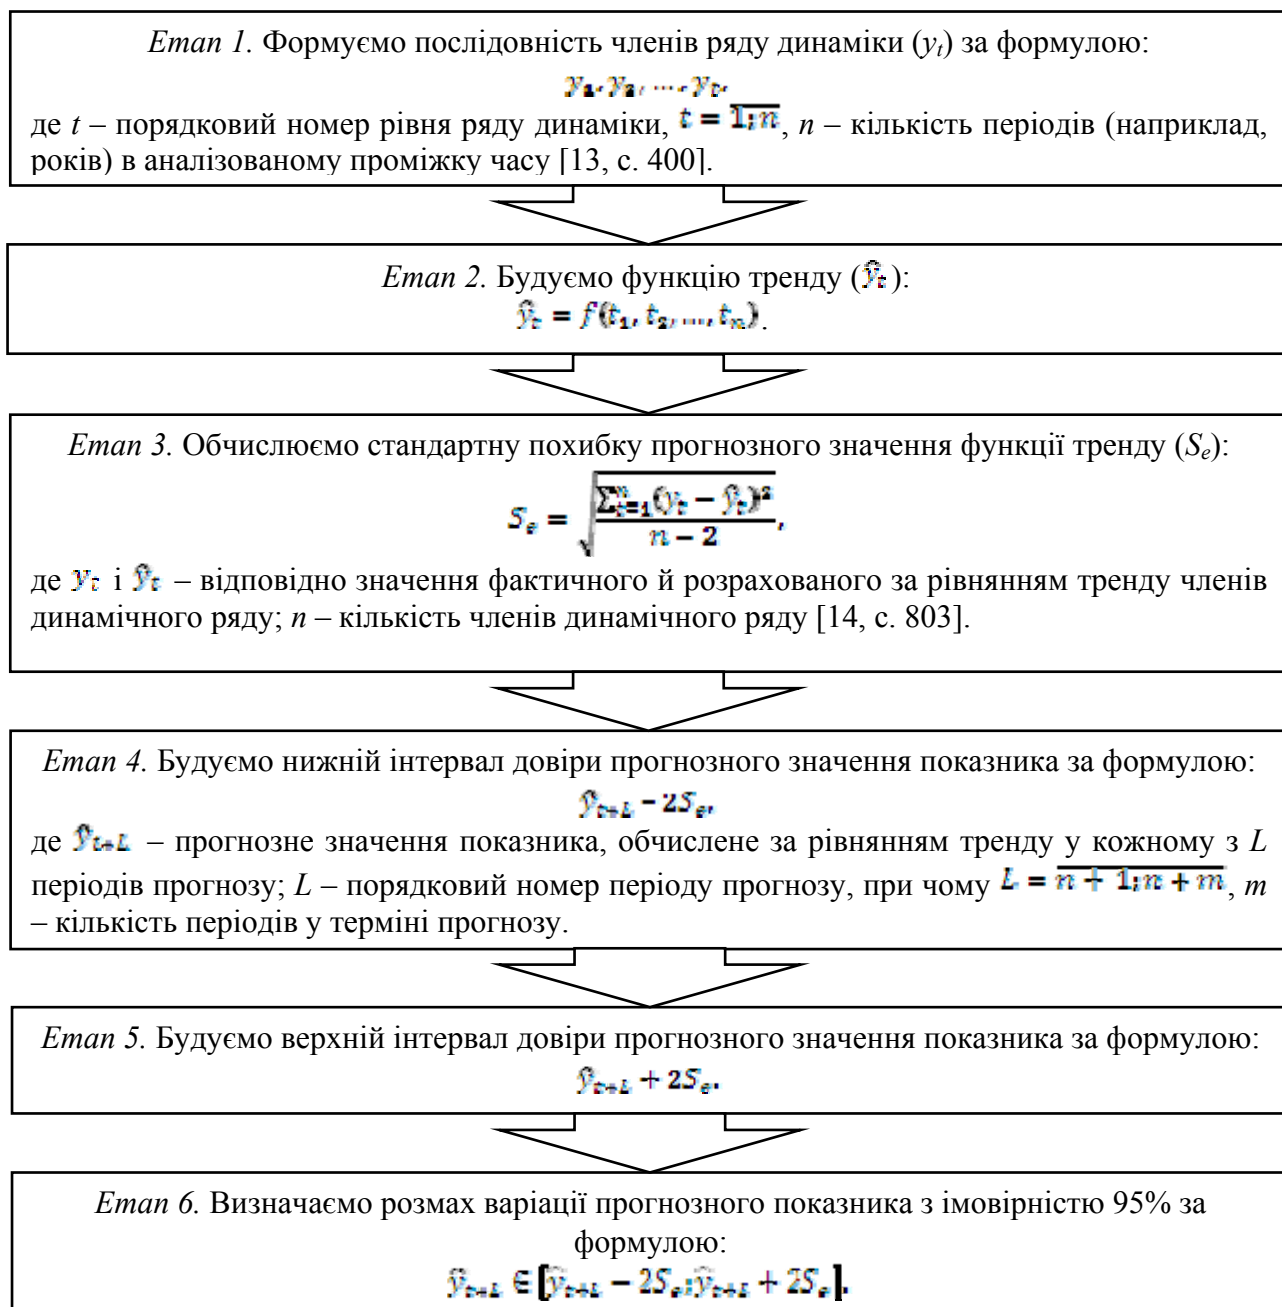 Етап 1. Формуємо послідовність членів ряду динаміки (yₜ) за формулою:
y₁, y₂, …, yₜ,
де t – порядковий номер рівня ряду динаміки, t = 1; n, n – кількість періодів (наприклад,
років) в аналізованому проміжку часу [13, с. 400].
Етап 2. Будуємо функцію тренду (ŷₜ):
ŷₜ = f(t₁, t₂, …, tₙ).
Етап 3. Обчислюємо стандартну похибку прогнозного значення функції тренду (Sₑ):
Sₑ = √(∑ₜ₌₁ⁿ(yₜ − ŷₜ)² / (n − 2)),
де yₜ і ŷₜ – відповідно значення фактичного й розрахованого за рівнянням тренду членів
динамічного ряду; n – кількість членів динамічного ряду [14, с. 803].
Етап 4. Будуємо нижній інтервал довіри прогнозного значення показника за формулою:
ŷₜ₊L − 2Sₑ,
де ŷₜ₊L – прогнозне значення показника, обчислене за рівнянням тренду у кожному з L
періодів прогнозу; L – порядковий номер періоду прогнозу, при чому L = n + 1; n + m, m
– кількість періодів у терміні прогнозу.
Етап 5. Будуємо верхній інтервал довіри прогнозного значення показника за формулою:
ŷₜ₊L + 2Sₑ.
Етап 6. Визначаємо розмах варіації прогнозного показника з імовірністю 95% за
формулою:
ŷₜ₊L ∈ [ŷₜ₊L − 2Sₑ; ŷₜ₊L + 2Sₑ].